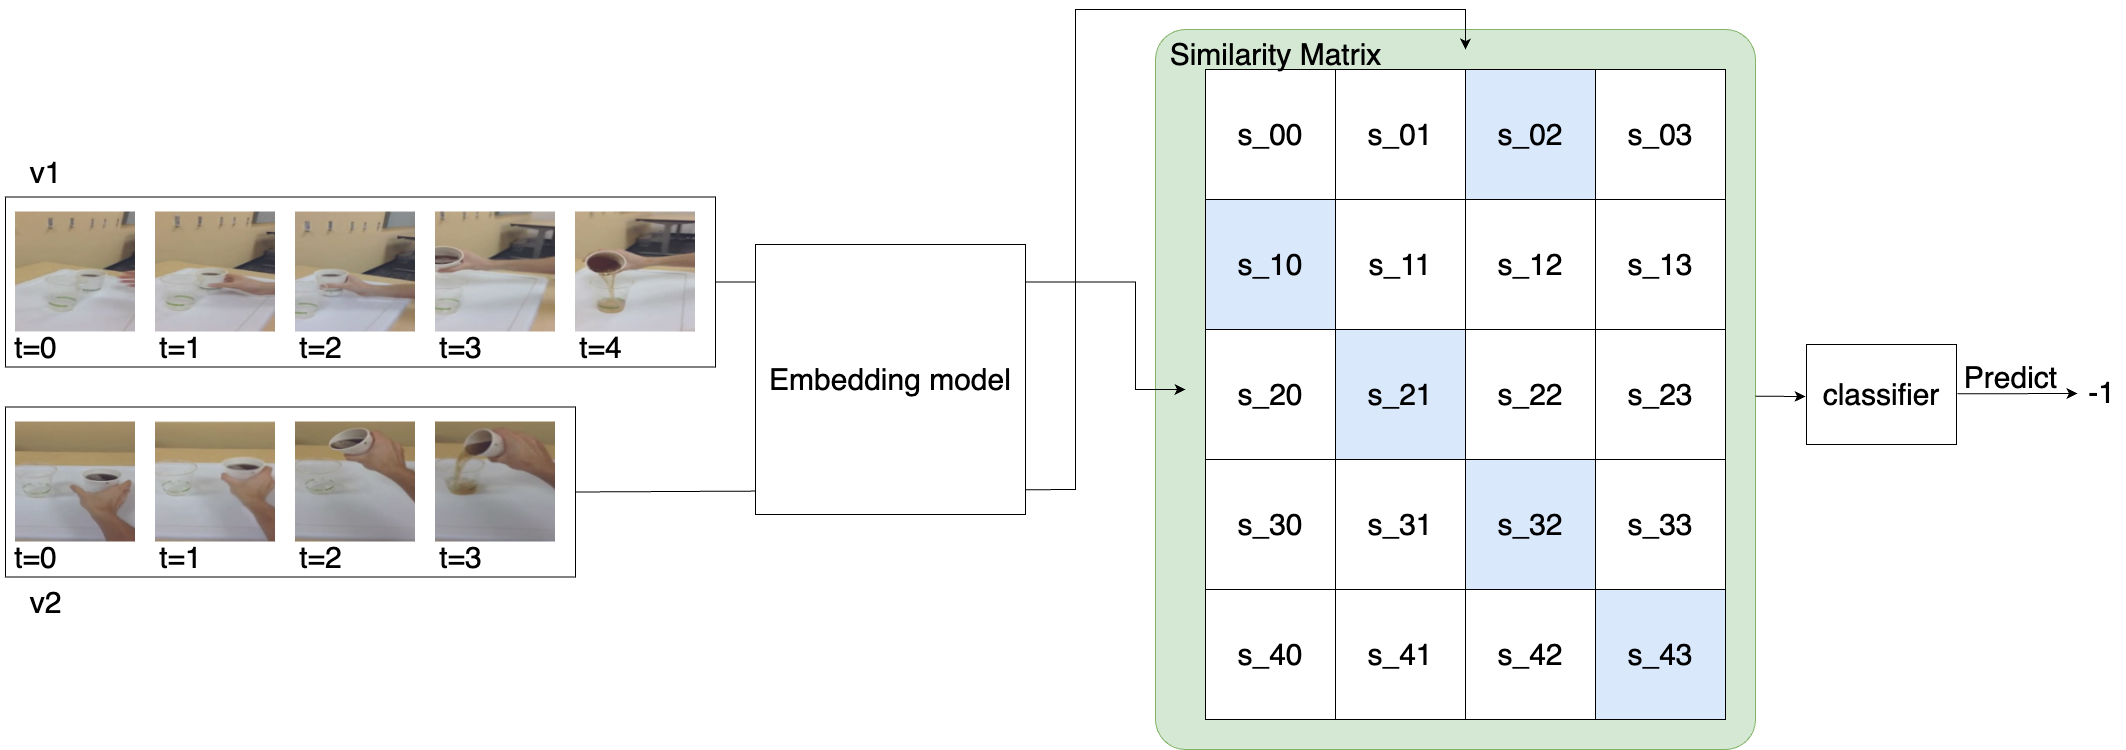 v1
t=0 t=1 t=2 t=3 t=4
t=0 t=1 t=2 t=3
v2
Embedding model
Similarity Matrix
s_00 s_01 s_02 s_03
s_10 s_11 s_12 s_13
s_20 s_21 s_22 s_23
s_30 s_31 s_32 s_33
s_40 s_41 s_42 s_43
classifier
Predict
-1